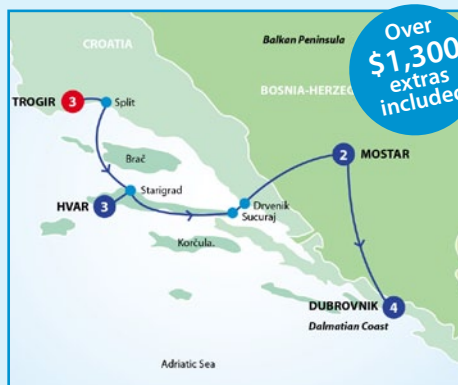 CROATIA
Balkan Peninsula
Over
$1,300
extras
included
BOSNIA-HERZEG
TROGIR
3
Split
Brač
2
MOSTAR
Starigrad
HVAR
3
Drvenik
Sucuraj
Korčula.
DUBROVNIK
4
Dalmatian Coast
Adriatic Sea